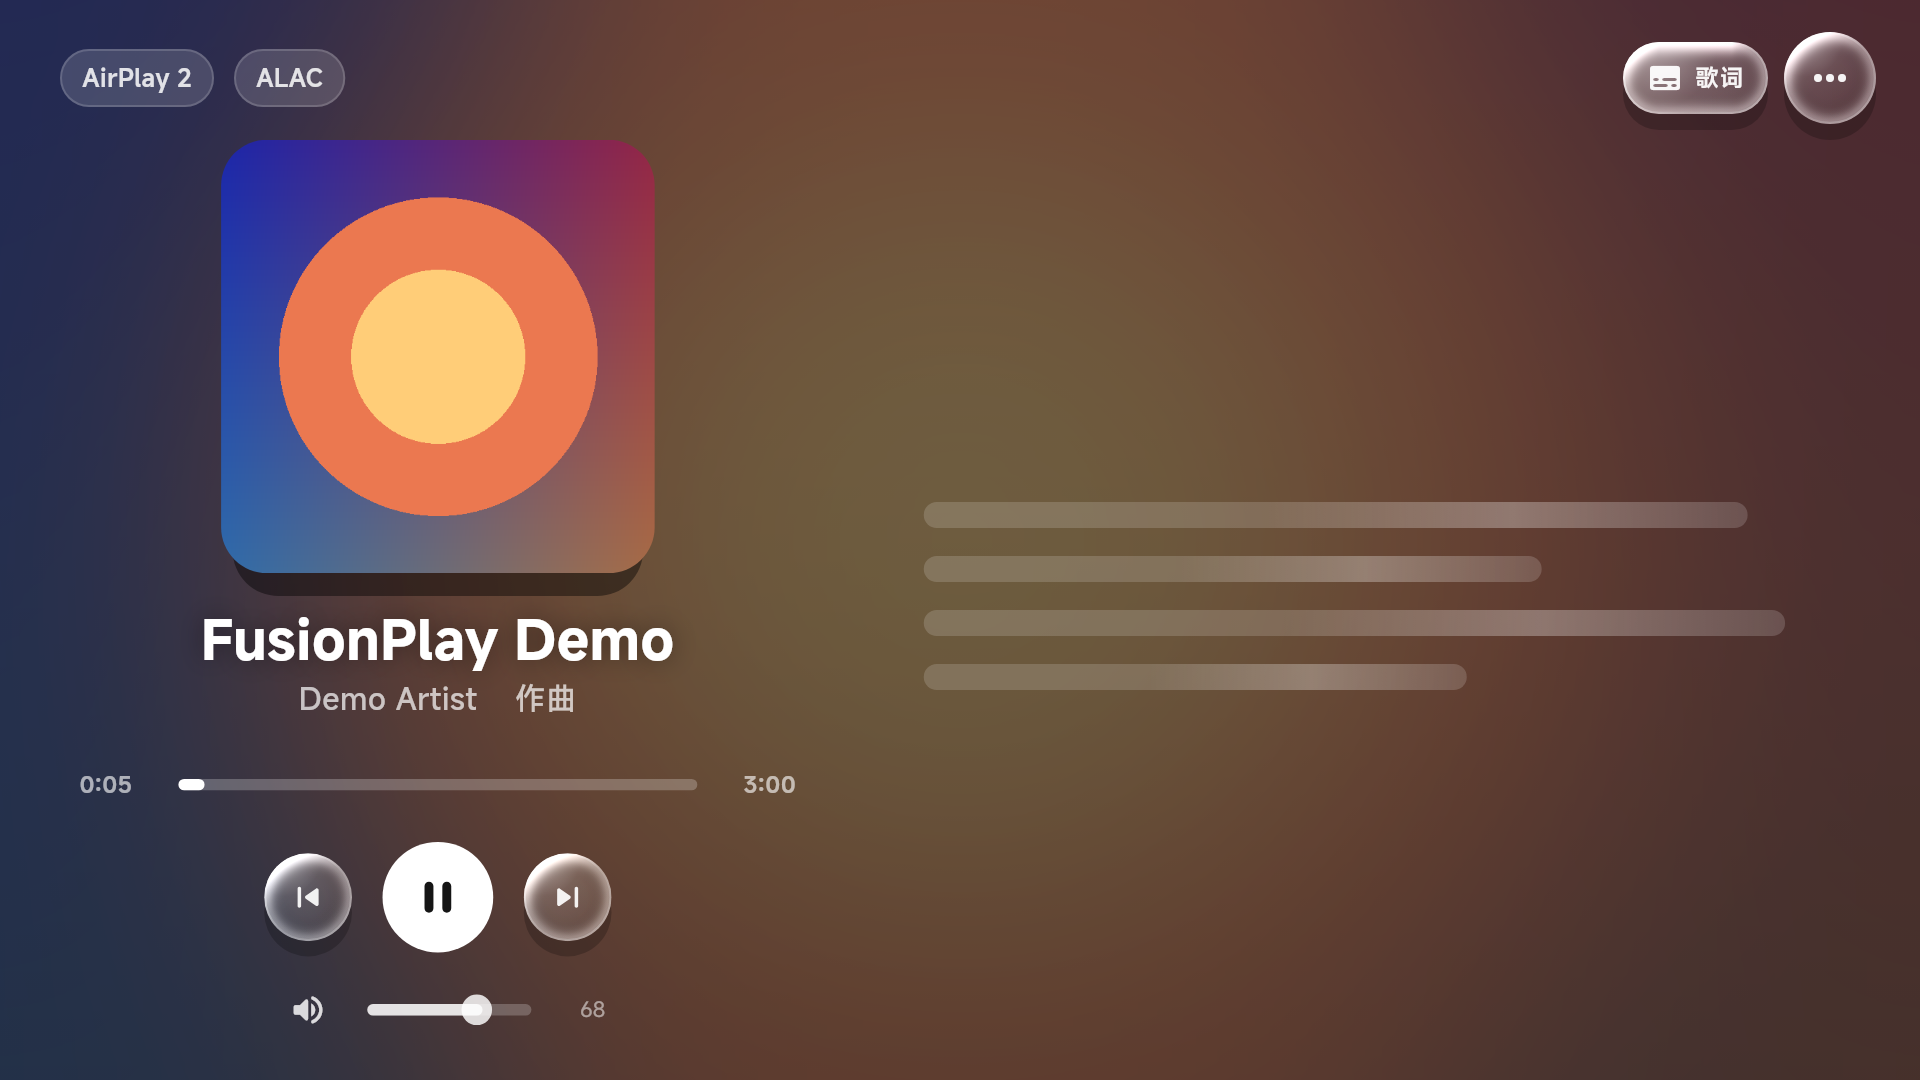 AirPlay 2
ALAC
歌词
FusionPlay Demo
Demo Artist 作曲
0:05
3:00
68